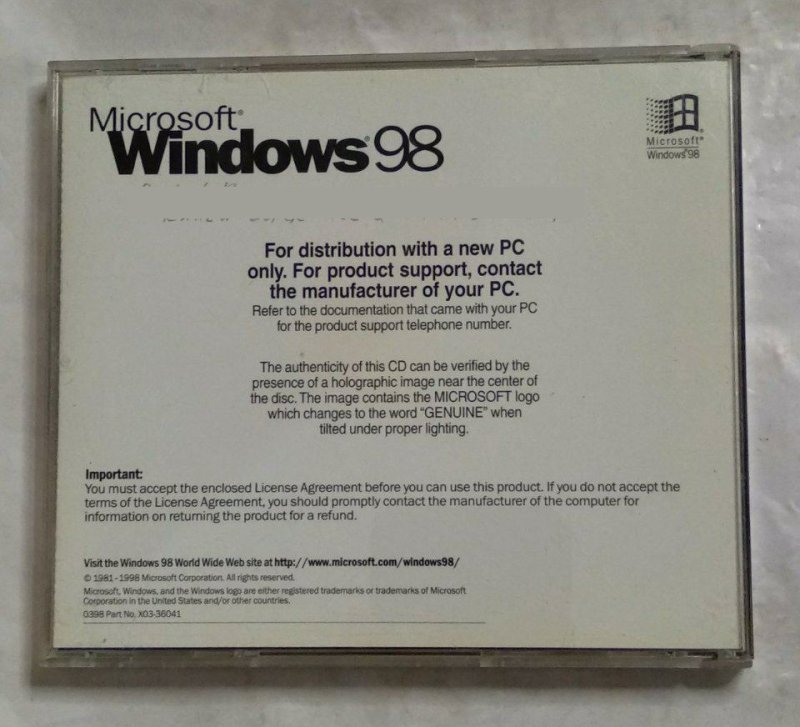 Microsoft®
Windows® 98
Microsoft®
Windows® 98
For distribution with a new PC
only. For product support, contact
the manufacturer of your PC.
Refer to the documentation that came with your PC
for the product support telephone number.
The authenticity of this CD can be verified by the
presence of a holographic image near the center of
the disc. The image contains the MICROSOFT logo
which changes to the word “GENUINE” when
tilted under proper lighting.
Important:
You must accept the enclosed License Agreement before you can use this product. If you do not accept the
terms of the License Agreement, you should promptly contact the manufacturer of the computer for
information on returning the product for a refund.
Visit the Windows 98 World Wide Web site at http://www.microsoft.com/windows98/
© 1981-1998 Microsoft Corporation. All rights reserved.
Microsoft, Windows, and the Windows logo are either registered trademarks or trademarks of Microsoft
Corporation in the United States and/or other countries.
0398 Part No. X03-36041